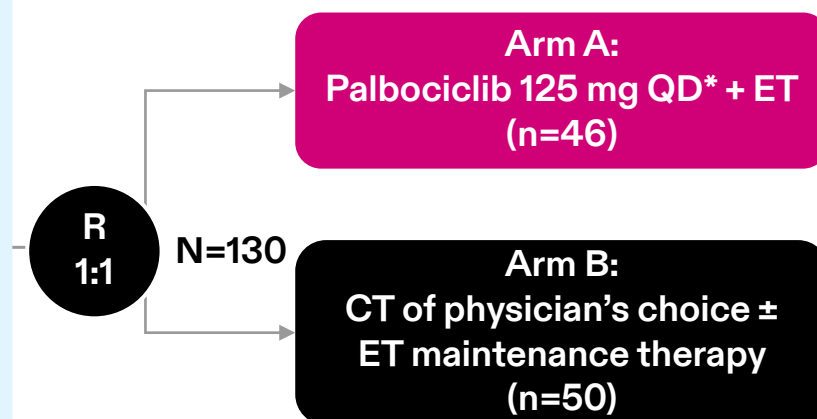 Arm A:
Palbociclib 125 mg QD* + ET
(n=46)
R
1:1
N=130
Arm B:
CT of physician’s choice ±
ET maintenance therapy
(n=50)